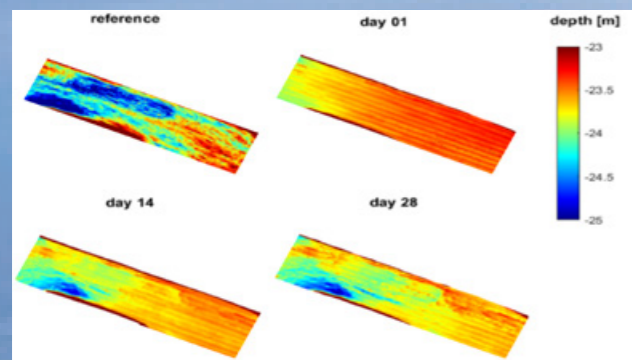 reference
day 01
depth [m]
-23
-23.5
-24
-24.5
-25
day 14
day 28